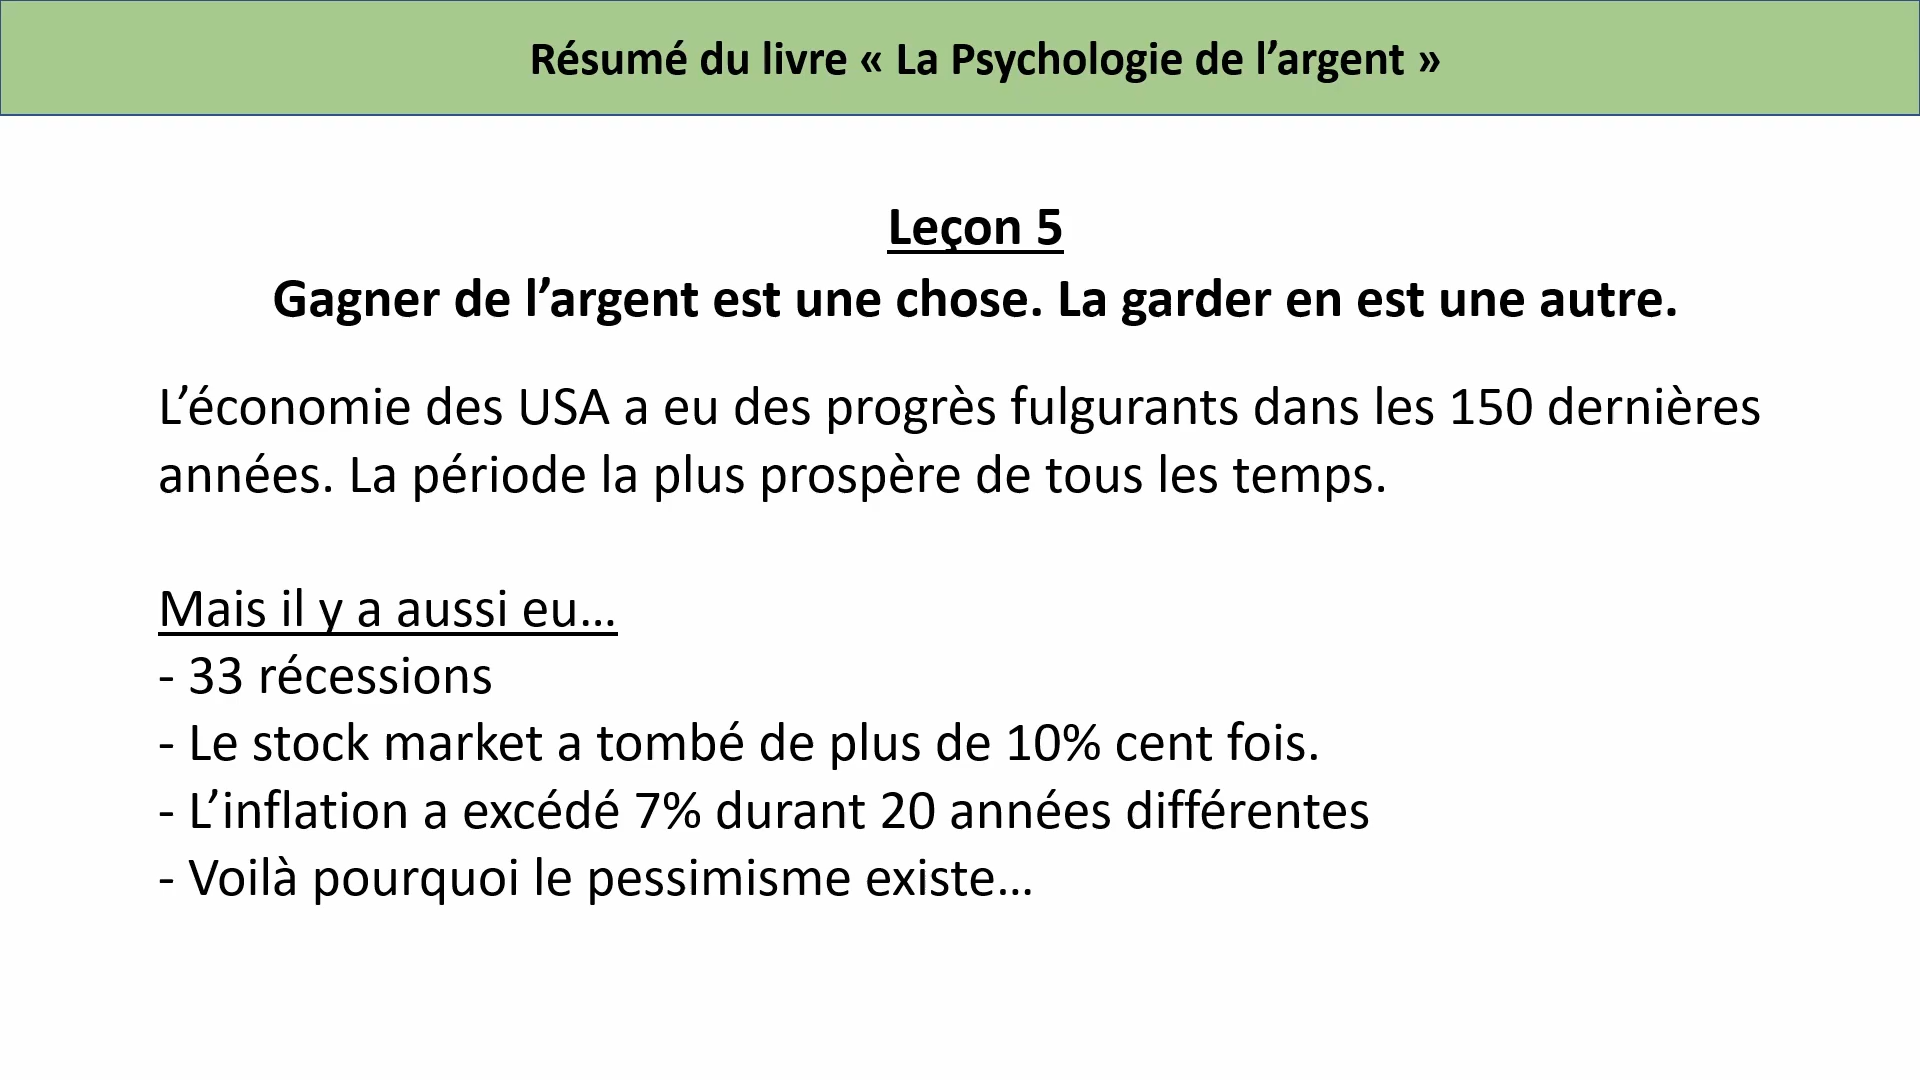 Résumé du livre « La Psychologie de l’argent »
Leçon 5
Gagner de l’argent est une chose. La garder en est une autre.
L’économie des USA a eu des progrès fulgurants dans les 150 dernières
années. La période la plus prospère de tous les temps.
Mais il y a aussi eu…
- 33 récessions
- Le stock market a tombé de plus de 10% cent fois.
- L’inflation a excédé 7% durant 20 années différentes
- Voilà pourquoi le pessimisme existe…